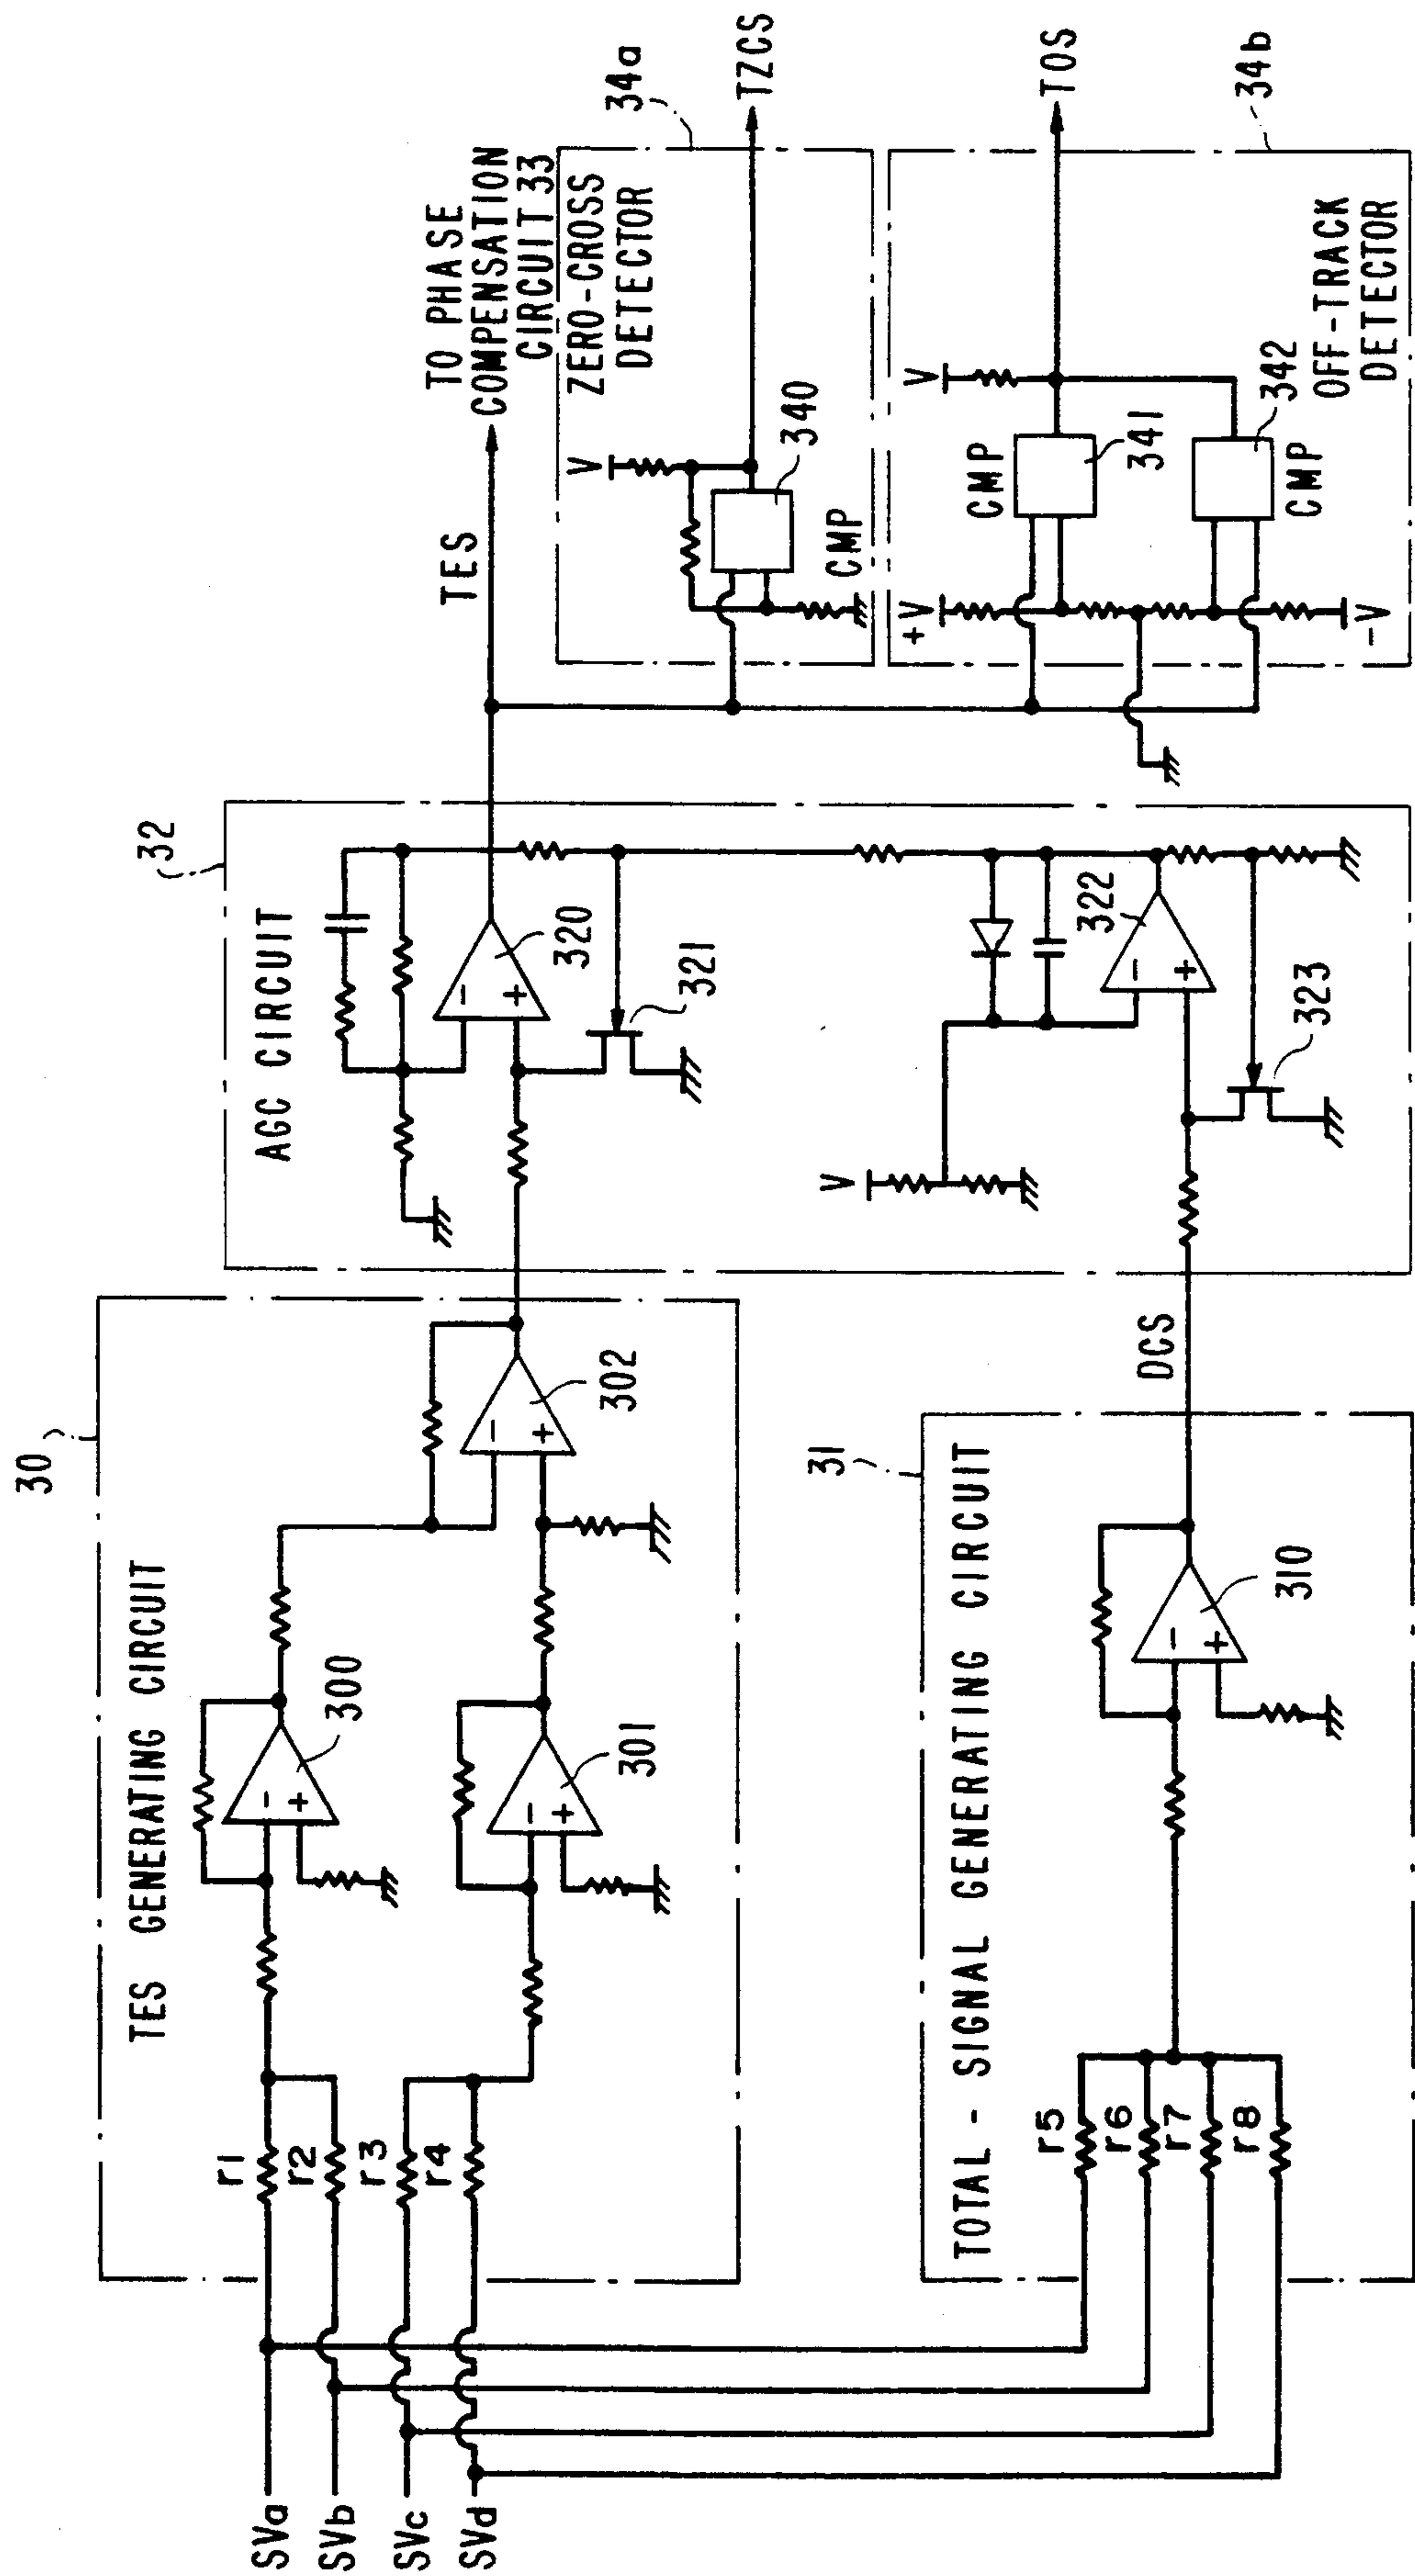 30
TES GENERATING CIRCUIT
SVa
SVb
SVc
SVd
r1
r2
r3
r4
-
+
300
-
+
301
-
+
302
31
TOTAL - SIGNAL GENERATING CIRCUIT
r5
r6
r7
r8
-
+
310
DCS
32
AGC CIRCUIT
-
+
320
321
V
-
+
322
323
TES
TO PHASE
COMPENSATION
CIRCUIT 33
34a
ZERO-CROSS
DETECTOR
V
340
CMP
TZCS
34b
OFF-TRACK
DETECTOR
V
+V
-V
CMP
341
342
CMP
TOS